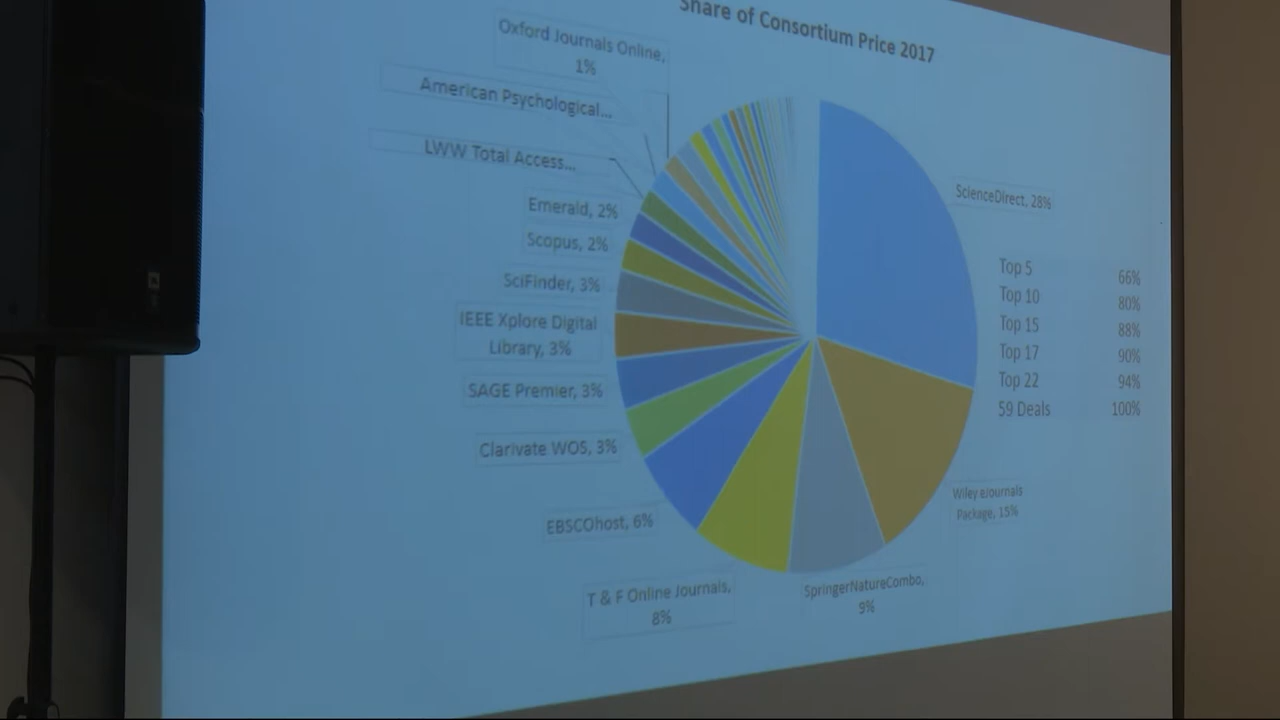 Share of Consortium Price 2017
Oxford Journals Online,
1%
American Psychological...
LWW Total Access...
Emerald, 2%
Scopus, 2%
SciFinder, 3%
IEEE Xplore Digital
Library, 3%
SAGE Premier, 3%
Clarivate WOS, 3%
EBSCOhost, 6%
T & F Online Journals,
8%
SpringerNatureCombo,
9%
Wiley eJournals
Package, 15%
ScienceDirect, 28%
Top 5 66%
Top 10 80%
Top 15 88%
Top 17 90%
Top 22 94%
59 Deals 100%